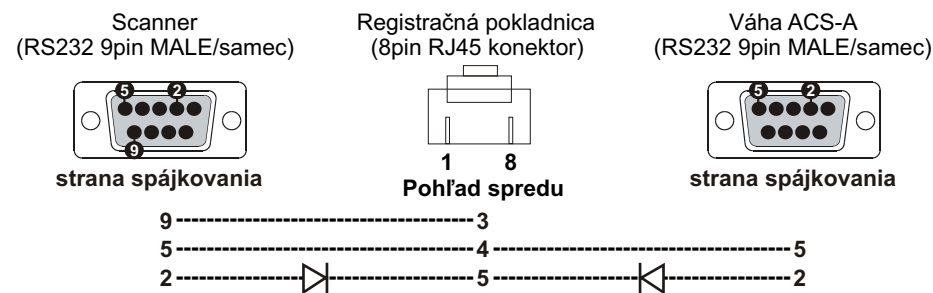 Scanner
(RS232 9pin MALE/samec)
Registračná pokladnica
(8pin RJ45 konektor)
Váha ACS-A
(RS232 9pin MALE/samec)
5 2
9
strana spájkovania
1 8
Pohľad spredu
5 2
strana spájkovania
9 3
5 4 5
2 5 2